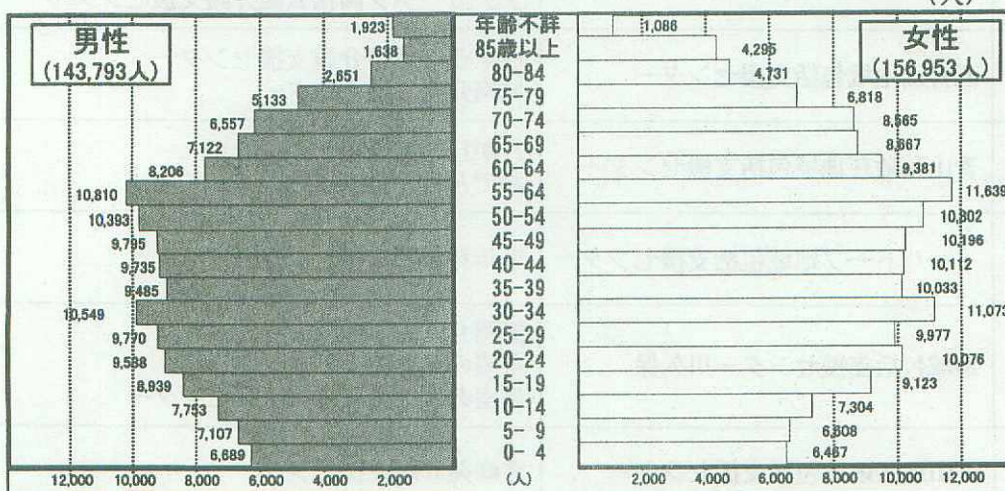 (人)
男性
(143,793人)
女性
(156,953人)
1,923 年齢不詳 1,086
1,638 85歳以上 4,295
2,651 80-84 4,731
5,133 75-79 6,818
6,557 70-74 8,565
7,122 65-69 8,667
8,206 60-64 9,381
10,810 55-64 11,639
10,393 50-54 10,802
9,795 45-49 10,196
9,735 40-44 10,112
9,485 35-39 10,033
10,549 30-34 11,073
9,770 25-29 9,977
9,538 20-24 10,076
8,939 15-19 9,123
7,753 10-14 7,304
7,107 5- 9 6,608
6,689 0- 4 6,467
12,000 10,000 8,000 6,000 4,000 2,000 (人) 2,000 4,000 6,000 8,000 10,000 12,000